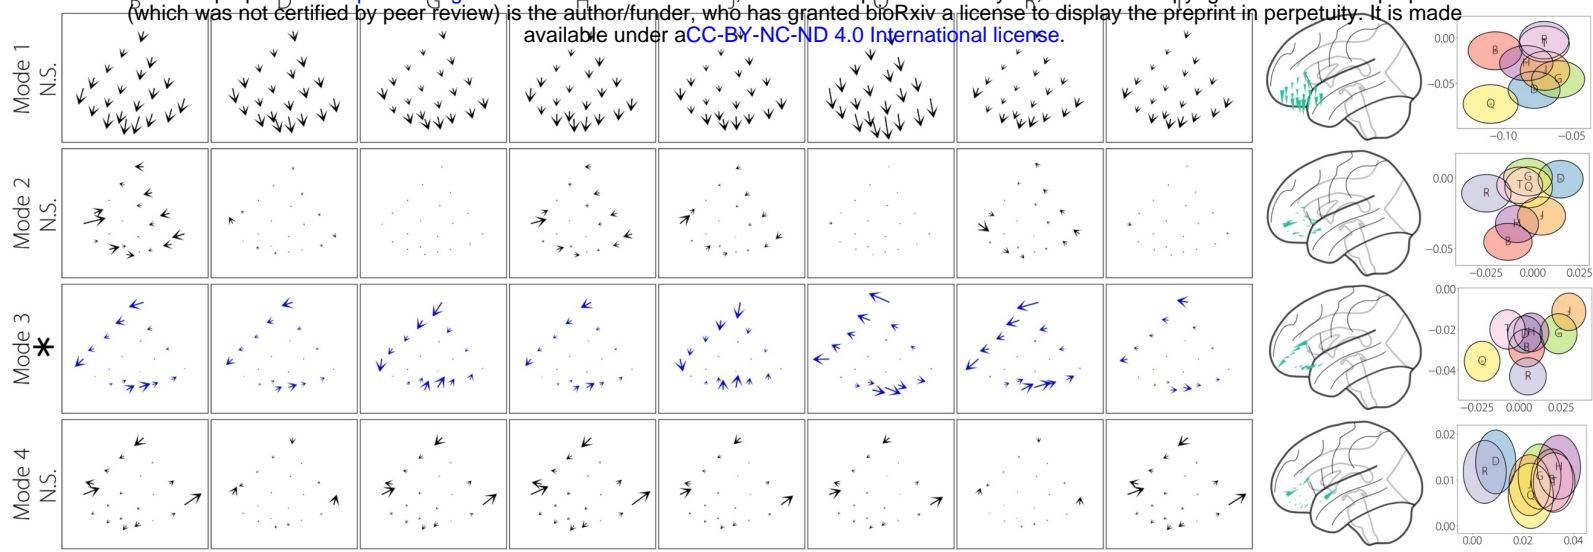 (which was not certified by peer review) is the author/funder, who has granted bioRxiv a license to display the preprint in perpetuity. It is made
available under aCC-BY-NC-ND 4.0 International license.
Mode 1
N.S.
0.00
−0.05
B
H
D
G
Q
−0.10
−0.05
Mode 2
N.S.
0.00
−0.05
R
T
G
Q
D
H
J
B
−0.025
0.000
0.025
Mode 3
*
0.00
−0.02
−0.04
J
T
H
G
B
Q
R
−0.025
0.000
0.025
Mode 4
N.S.
0.02
0.01
0.00
D
R
H
G
Q
0.00
0.02
0.04